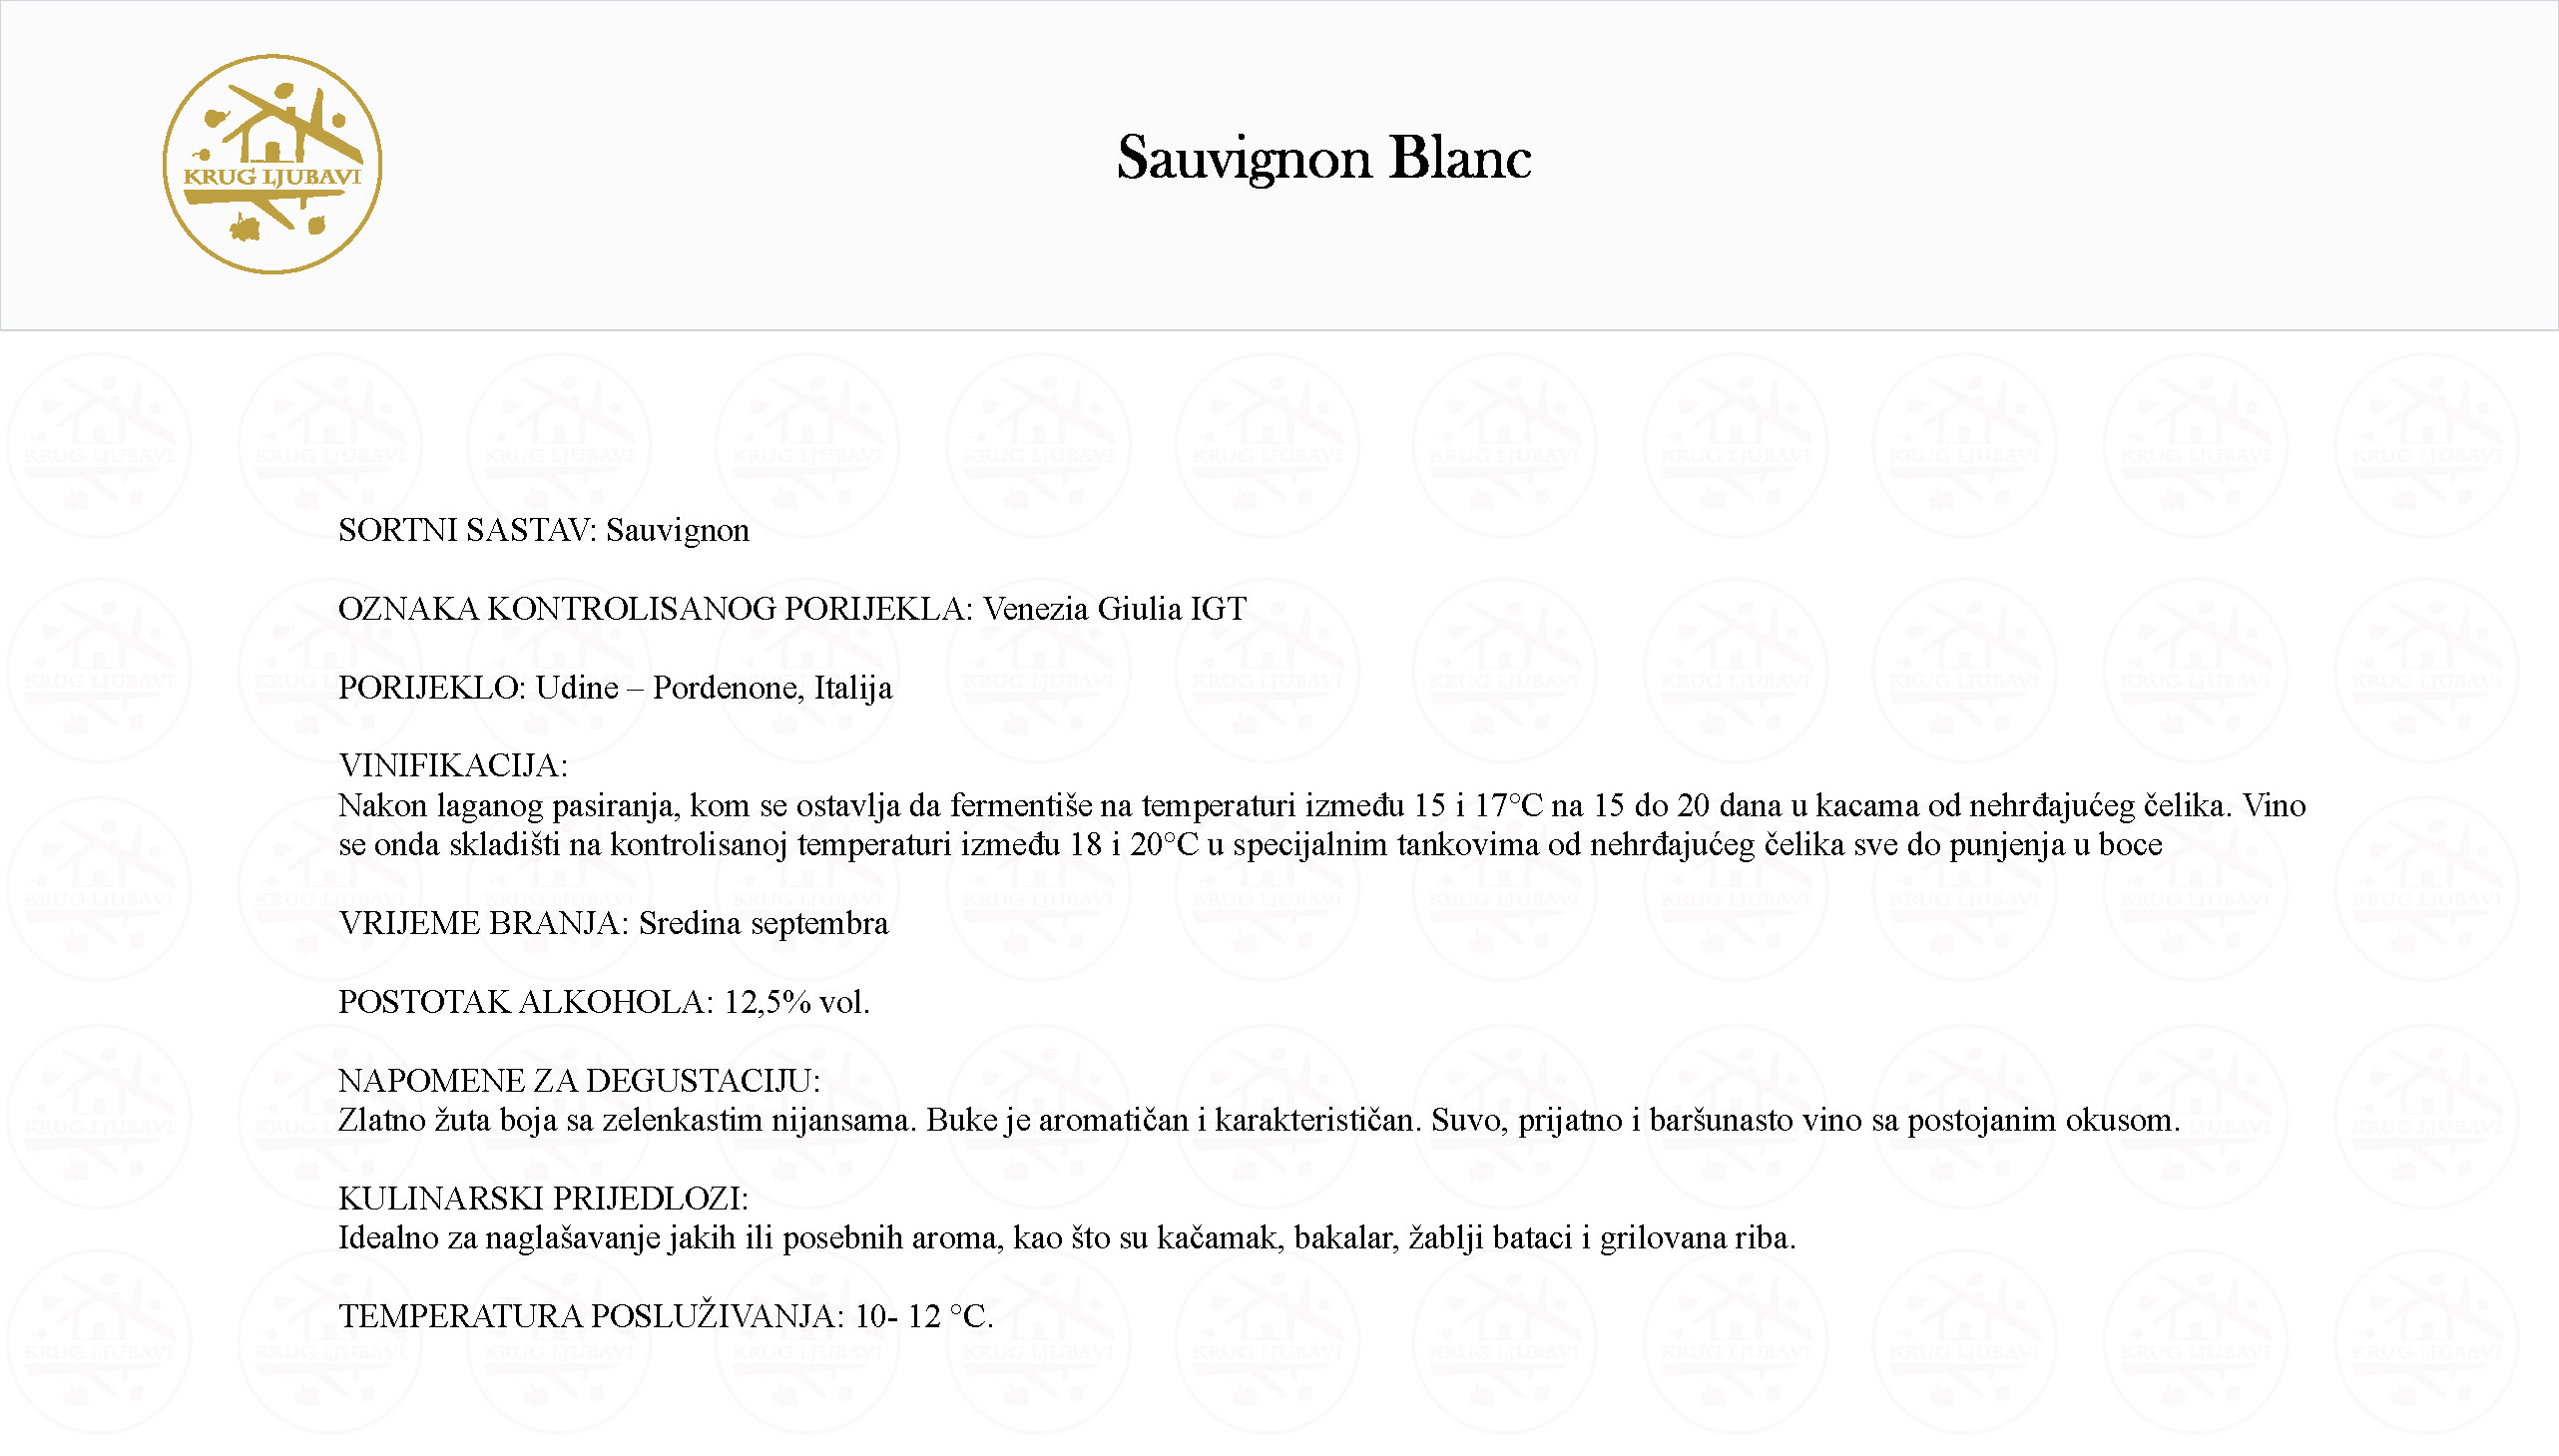 KRUG LJUBAVI
Sauvignon Blanc
SORTNI SASTAV: Sauvignon
OZNAKA KONTROLISANOG PORIJEKLA: Venezia Giulia IGT
PORIJEKLO: Udine – Pordenone, Italija
VINIFIKACIJA:
Nakon laganog pasiranja, kom se ostavlja da fermentiše na temperaturi između 15 i 17°C na 15 do 20 dana u kacama od nehrđajućeg čelika. Vino
se onda skladišti na kontrolisanoj temperaturi između 18 i 20°C u specijalnim tankovima od nehrđajućeg čelika sve do punjenja u boce
VRIJEME BRANJA: Sredina septembra
POSTOTAK ALKOHOLA: 12,5% vol.
NAPOMENE ZA DEGUSTACIJU:
Zlatno žuta boja sa zelenkastim nijansama. Buke je aromatičan i karakterističan. Suvo, prijatno i baršunasto vino sa postojanim okusom.
KULINARSKI PRIJEDLOZI:
Idealno za naglašavanje jakih ili posebnih aroma, kao što su kačamak, bakalar, žablji bataci i grilovana riba.
TEMPERATURA POSLUŽIVANJA: 10- 12 °C.